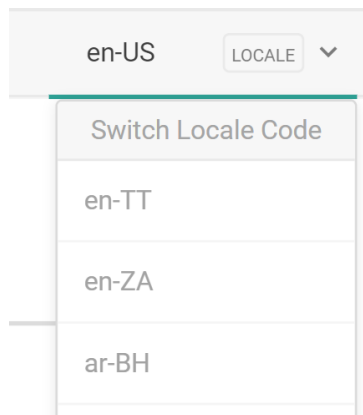 en-US LOCALE
Switch Locale Code
en-TT
en-ZA
ar-BH